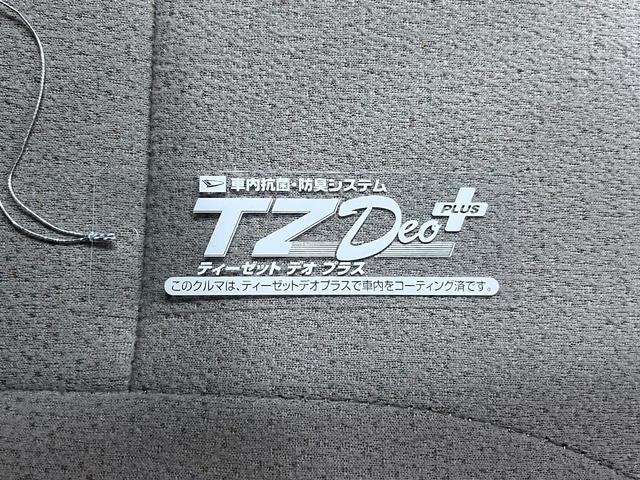 車内抗菌・防臭システム
TZDeo PLUS
ティーゼット デオ プラス
このクルマは、ティーゼットデオプラスで車内をコーティング済です。